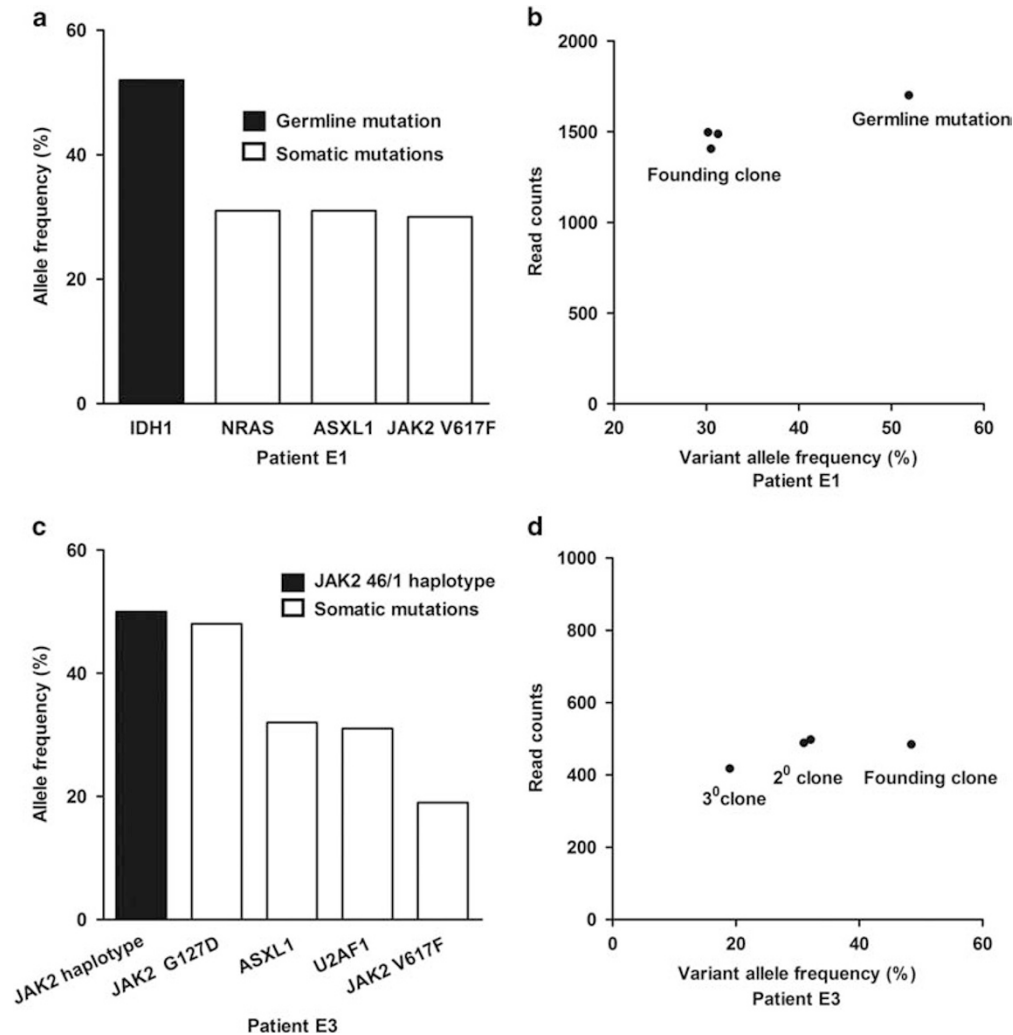 a
60
40
20
0
Allele frequency (%)
Germline mutation
Somatic mutations
IDH1 NRAS ASXL1 JAK2 V617F
Patient E1
b
2000
1500
1000
500
0
Read counts
Germline mutation
Founding clone
20 30 40 50 60
Variant allele frequency (%)
Patient E1
c
60
40
20
0
Allele frequency (%)
JAK2 46/1 haplotype
Somatic mutations
JAK2 haplotype
JAK2 G127D
ASXL1
U2AF1
JAK2 V617F
Patient E3
d
1000
800
600
400
200
0
Read counts
3⁰clone
2⁰ clone
Founding clone
0 20 40 60
Variant allele frequency (%)
Patient E3